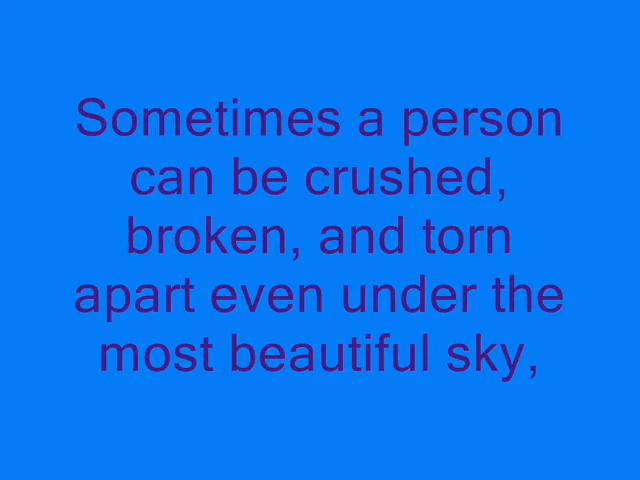 Sometimes a person
can be crushed,
broken, and torn
apart even under the
most beautiful sky,